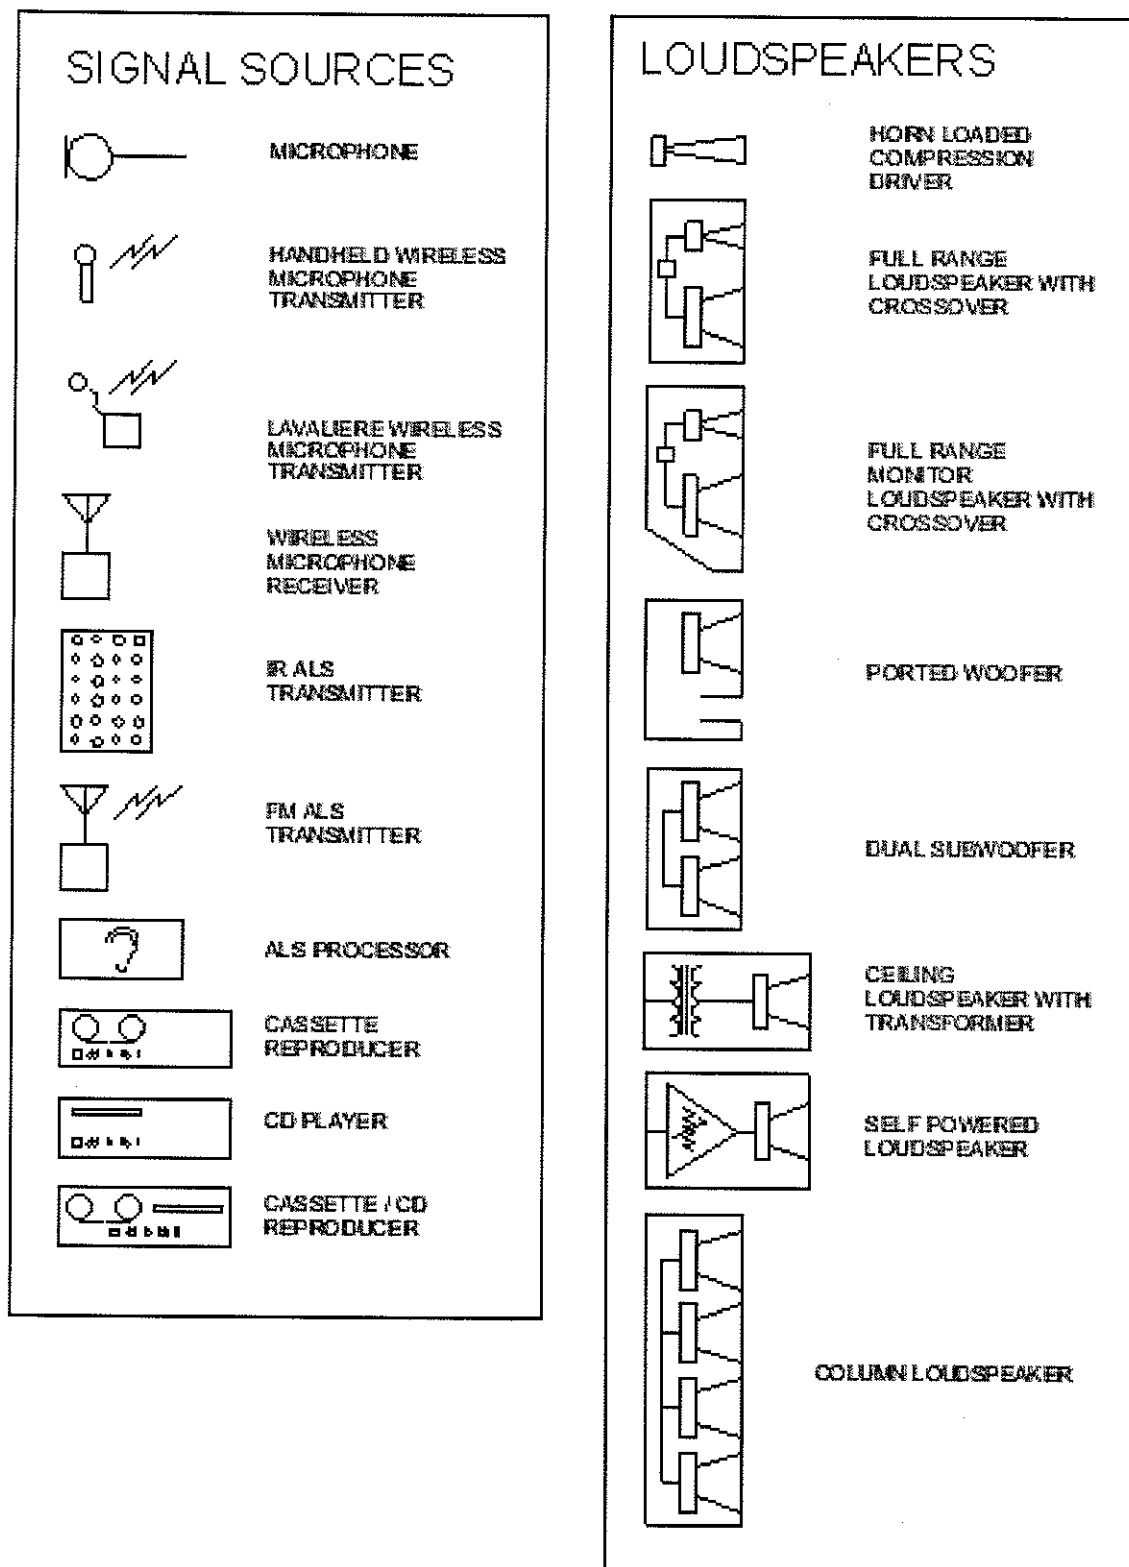 SIGNAL SOURCES
MICROPHONE
HANDHELD WIRELESS
MICROPHONE
TRANSMITTER
LAVALIERE WIRELESS
MICROPHONE
TRANSMITTER
WIRELESS
MICROPHONE
RECEIVER
IR ALS
TRANSMITTER
FM ALS
TRANSMITTER
ALS PROCESSOR
CASSETTE
REPRODUCER
CD PLAYER
CASSETTE / CD
REPRODUCER
LOUDSPEAKERS
HORN LOADED
COMPRESSION
DRIVER
FULL RANGE
LOUDSPEAKER WITH
CROSSOVER
FULL RANGE
MONITOR
LOUDSPEAKER WITH
CROSSOVER
PORTED WOOFER
DUAL SUBWOOFER
CEILING
LOUDSPEAKER WITH
TRANSFORMER
SELF POWERED
LOUDSPEAKER
COLUMN LOUDSPEAKER